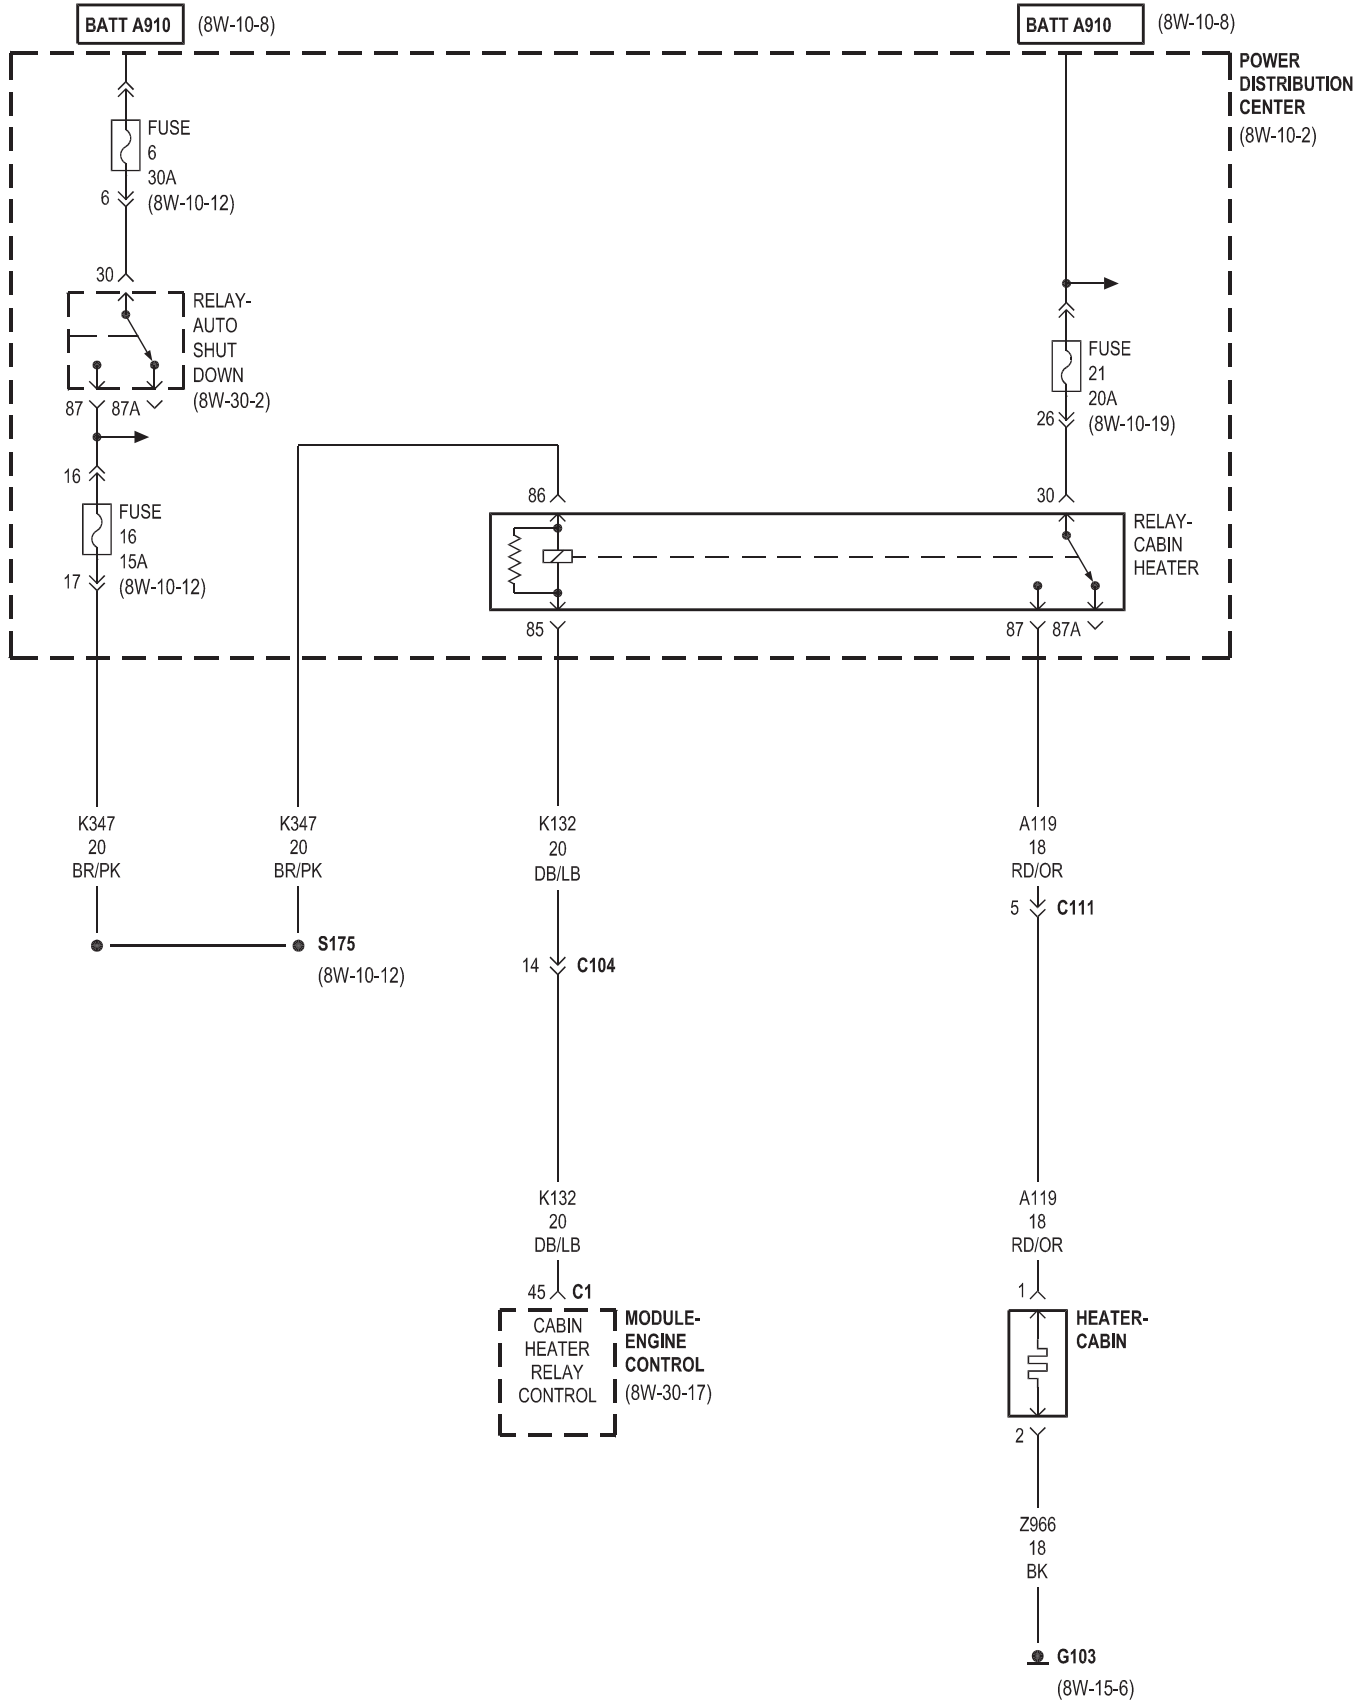 BATT A910 (8W-10-8)
BATT A910 (8W-10-8)
POWER
DISTRIBUTION
CENTER
(8W-10-2)
FUSE
6
30A
6 (8W-10-12)
30
RELAY-
AUTO
SHUT
DOWN
(8W-30-2)
87 87A
16
FUSE
16
15A
17 (8W-10-12)
FUSE
21
20A
26 (8W-10-19)
86
30
RELAY-
CABIN
HEATER
85
87 87A
K347
20
BR/PK
K347
20
BR/PK
K132
20
DB/LB
A119
18
RD/OR
5 C111
S175
(8W-10-12)
14 C104
K132
20
DB/LB
A119
18
RD/OR
45 C1
1
CABIN
HEATER
RELAY
CONTROL
MODULE-
ENGINE
CONTROL
(8W-30-17)
HEATER-
CABIN
2
Z966
18
BK
G103
(8W-15-6)